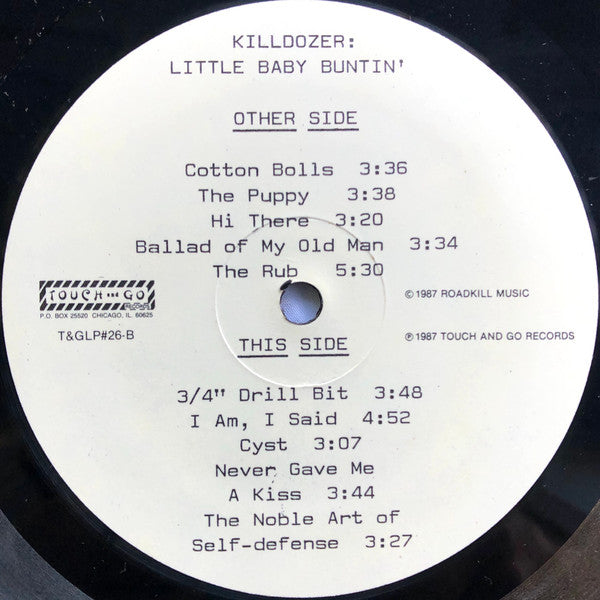 KILLDOZER:
LITTLE BABY BUNTIN'
OTHER SIDE
Cotton Bolls 3:36
The Puppy 3:38
Hi There 3:20
Ballad of My Old Man 3:34
The Rub 5:30
TOUCH AND GO
P.O. BOX 25520 CHICAGO, IL. 60625
T&GLP#26-B
© 1987 ROADKILL MUSIC
℗ 1987 TOUCH AND GO RECORDS
THIS SIDE
3/4" Drill Bit 3:48
I Am, I Said 4:52
Cyst 3:07
Never Gave Me
A Kiss 3:44
The Noble Art of
Self-defense 3:27